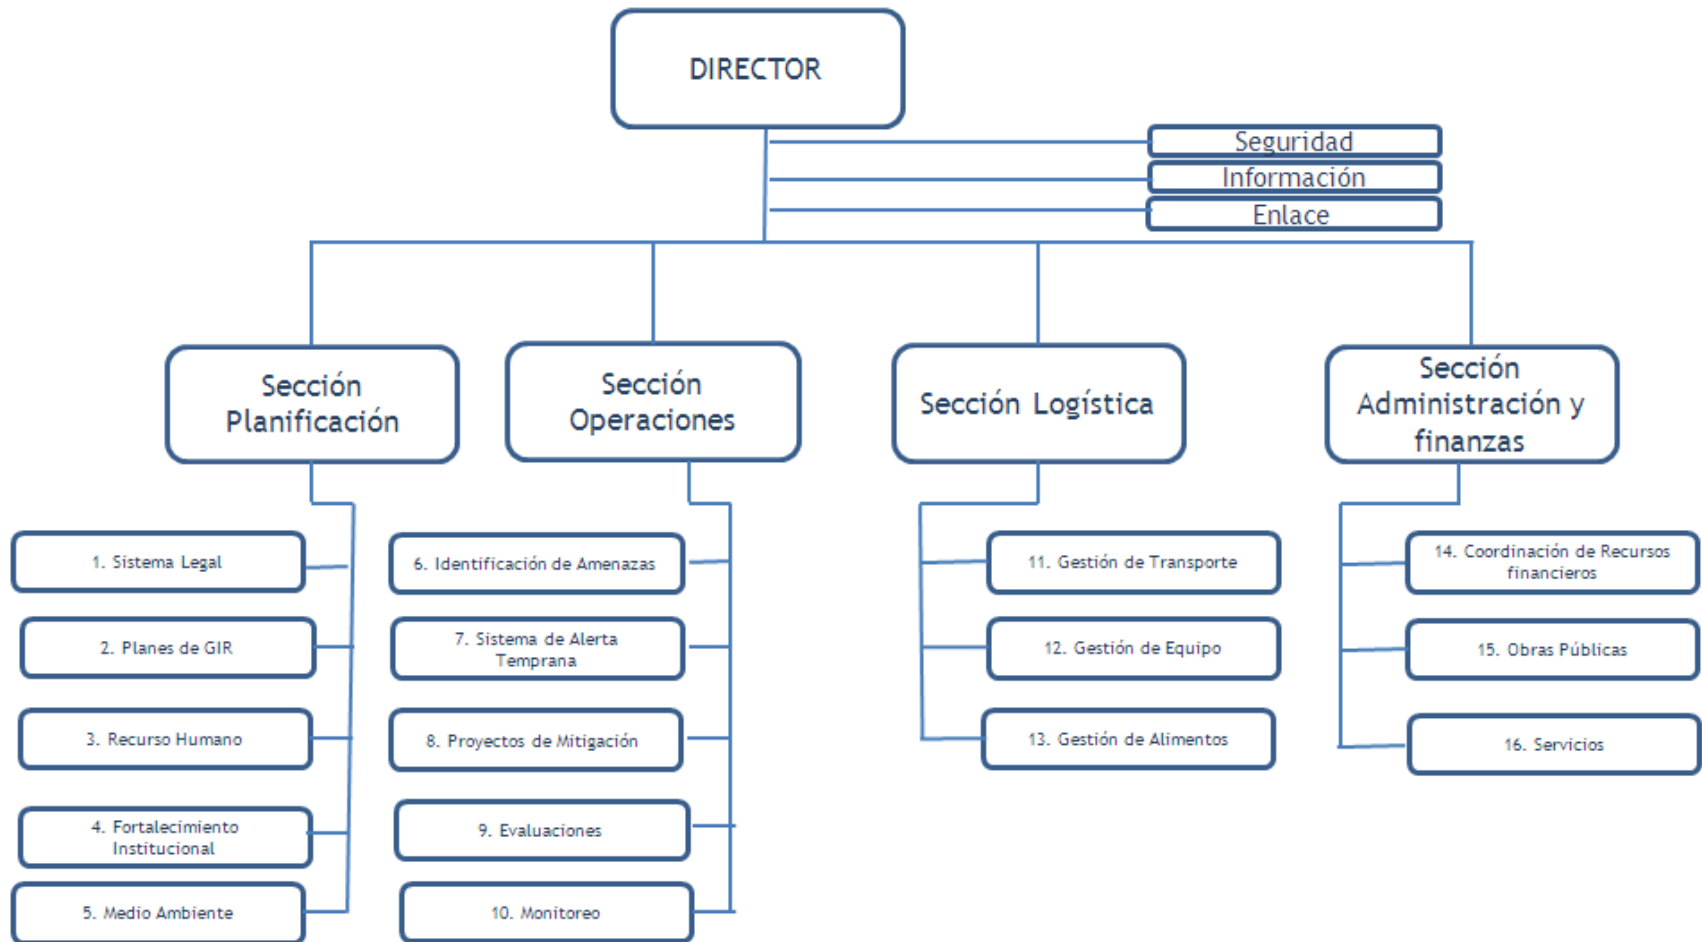 DIRECTOR
Seguridad
Información
Enlace
Sección
Planificación
Sección
Operaciones
Sección Logística
Sección
Administración y
finanzas
1. Sistema Legal
2. Planes de GIR
3. Recurso Humano
4. Fortalecimiento
Institucional
5. Medio Ambiente
6. Identificación de Amenazas
7. Sistema de Alerta
Temprana
8. Proyectos de Mitigación
9. Evaluaciones
10. Monitoreo
11. Gestión de Transporte
12. Gestión de Equipo
13. Gestión de Alimentos
14. Coordinación de Recursos
financieros
15. Obras Públicas
16. Servicios